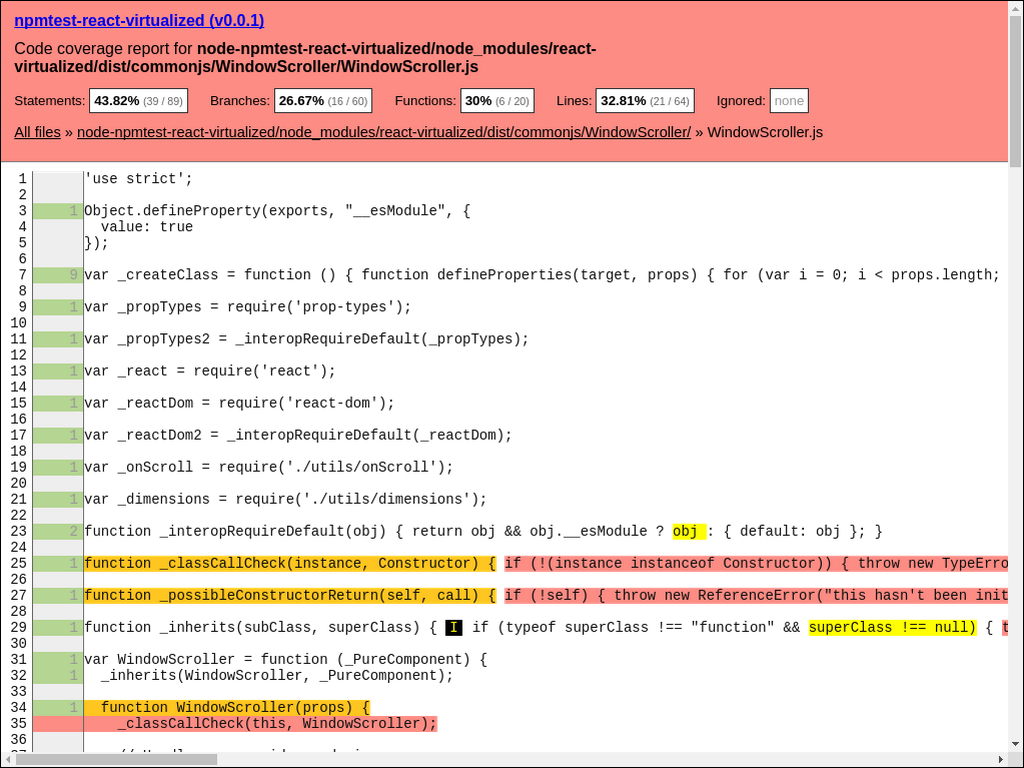 npmtest-react-virtualized (v0.0.1)
Code coverage report for node-npmtest-react-virtualized/node_modules/react-
virtualized/dist/commonjs/WindowScroller/WindowScroller.js
Statements: 43.82% (39 / 89) Branches: 26.67% (16 / 60) Functions: 30% (6 / 20) Lines: 32.81% (21 / 64) Ignored: none
All files » node-npmtest-react-virtualized/node_modules/react-virtualized/dist/commonjs/WindowScroller/ » WindowScroller.js
1 'use strict';
2
3 1 Object.defineProperty(exports, "__esModule", {
4 value: true
5 });
6
7 9 var _createClass = function () { function defineProperties(target, props) { for (var i = 0; i < props.length;
8
9 1 var _propTypes = require('prop-types');
10
11 1 var _propTypes2 = _interopRequireDefault(_propTypes);
12
13 1 var _react = require('react');
14
15 1 var _reactDom = require('react-dom');
16
17 1 var _reactDom2 = _interopRequireDefault(_reactDom);
18
19 1 var _onScroll = require('./utils/onScroll');
20
21 1 var _dimensions = require('./utils/dimensions');
22
23 2 function _interopRequireDefault(obj) { return obj && obj.__esModule ? obj : { default: obj }; }
24
25 1 function _classCallCheck(instance, Constructor) { if (!(instance instanceof Constructor)) { throw new TypeErro
26
27 1 function _possibleConstructorReturn(self, call) { if (!self) { throw new ReferenceError("this hasn't been init
28
29 1 function _inherits(subClass, superClass) { I if (typeof superClass !== "function" && superClass !== null) { t
30
31 1 var WindowScroller = function (_PureComponent) {
32 1 _inherits(WindowScroller, _PureComponent);
33
34 1 function WindowScroller(props) {
35 _classCallCheck(this, WindowScroller);
36